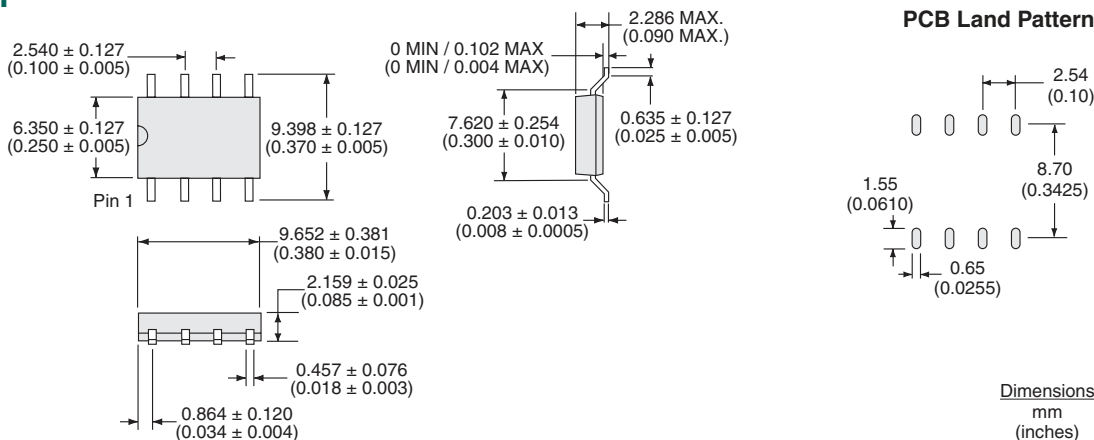 2.540 ± 0.127
(0.100 ± 0.005)
6.350 ± 0.127
(0.250 ± 0.005)
9.398 ± 0.127
(0.370 ± 0.005)
Pin 1
9.652 ± 0.381
(0.380 ± 0.015)
2.159 ± 0.025
(0.085 ± 0.001)
0.457 ± 0.076
(0.018 ± 0.003)
0.864 ± 0.120
(0.034 ± 0.004)
2.286 MAX.
(0.090 MAX.)
0 MIN / 0.102 MAX
(0 MIN / 0.004 MAX)
7.620 ± 0.254
(0.300 ± 0.010)
0.635 ± 0.127
(0.025 ± 0.005)
0.203 ± 0.013
(0.008 ± 0.0005)
PCB Land Pattern
2.54
(0.10)
8.70
(0.3425)
1.55
(0.0610)
0.65
(0.0255)
Dimensions
mm
(inches)